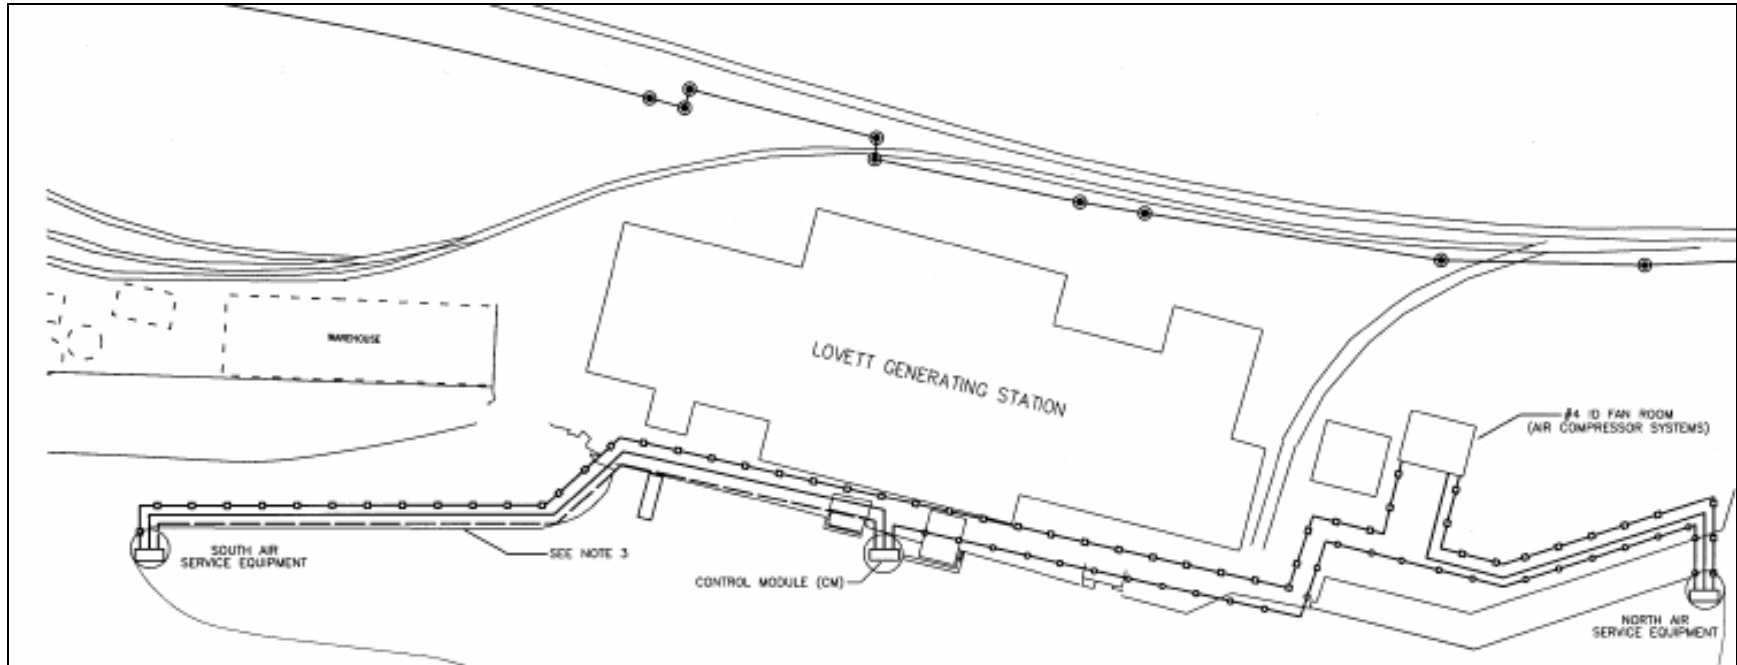 WAREHOUSE
LOVETT GENERATING STATION
#4 ID FAN ROOM
(AIR COMPRESSOR SYSTEMS)
SOUTH AIR
SERVICE EQUIPMENT
SEE NOTE 3
CONTROL MODULE (CM)
NORTH AIR
SERVICE EQUIPMENT